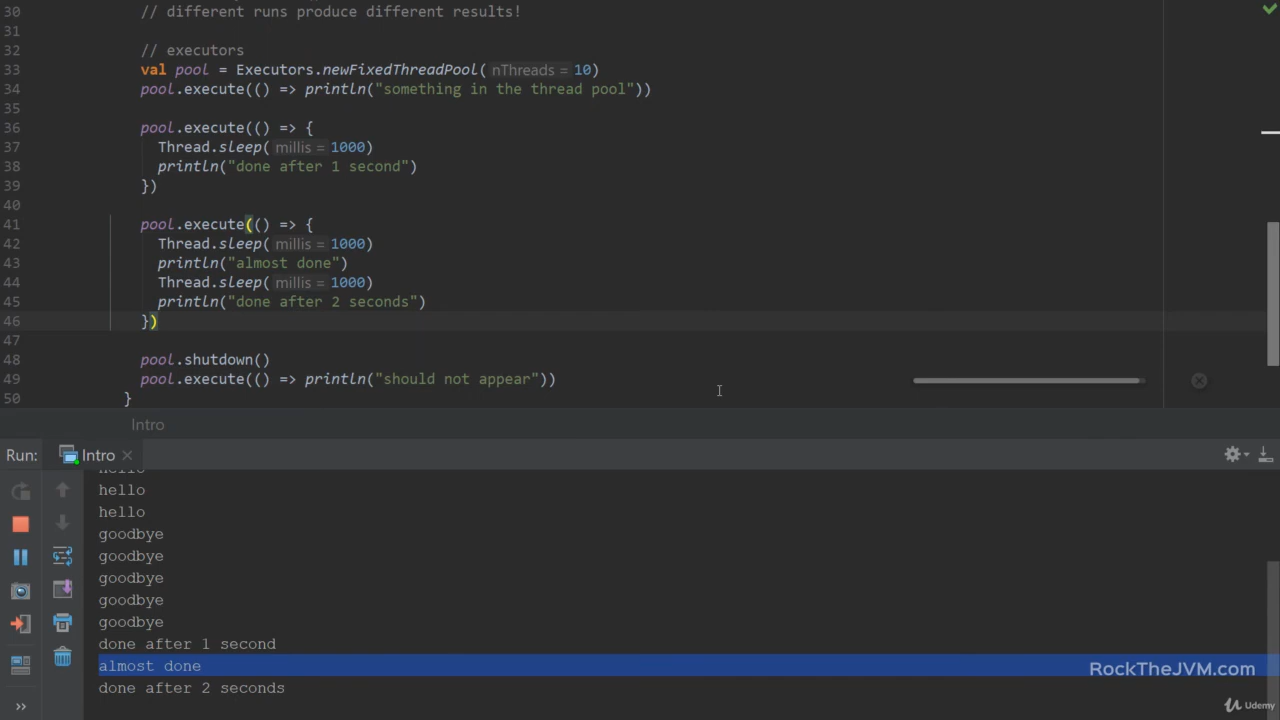 30 // different runs produce different results!
31
32 // executors
33 val pool = Executors.newFixedThreadPool( nThreads = 10)
34 pool.execute(() => println("something in the thread pool"))
35
36 pool.execute(() => {
37 Thread.sleep( millis = 1000)
38 println("done after 1 second")
39 })
40
41 pool.execute(() => {
42 Thread.sleep( millis = 1000)
43 println("almost done")
44 Thread.sleep( millis = 1000)
45 println("done after 2 seconds")
46 })
47
48 pool.shutdown()
49 pool.execute(() => println("should not appear"))
50 }
Intro
Run: Intro
hello
hello
hello
goodbye
goodbye
goodbye
goodbye
goodbye
done after 1 second
almost done
RockTheJVM.com
done after 2 seconds
Udemy